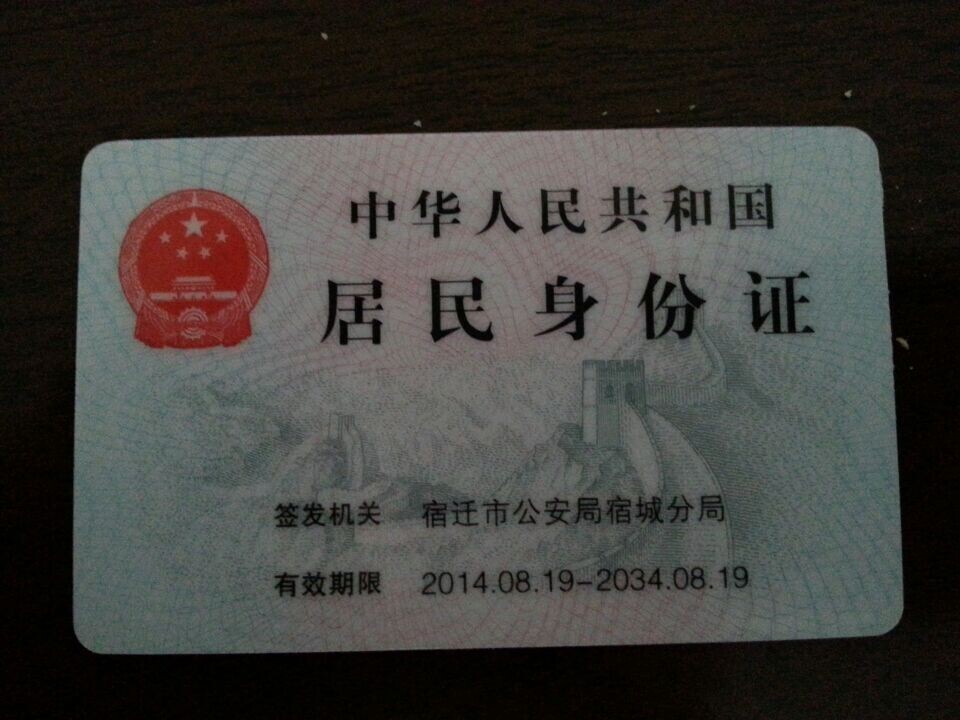 中华人民共和国
居民身份证
签发机关 宿迁市公安局宿城分局
有效期限 2014.08.19-2034.08.19